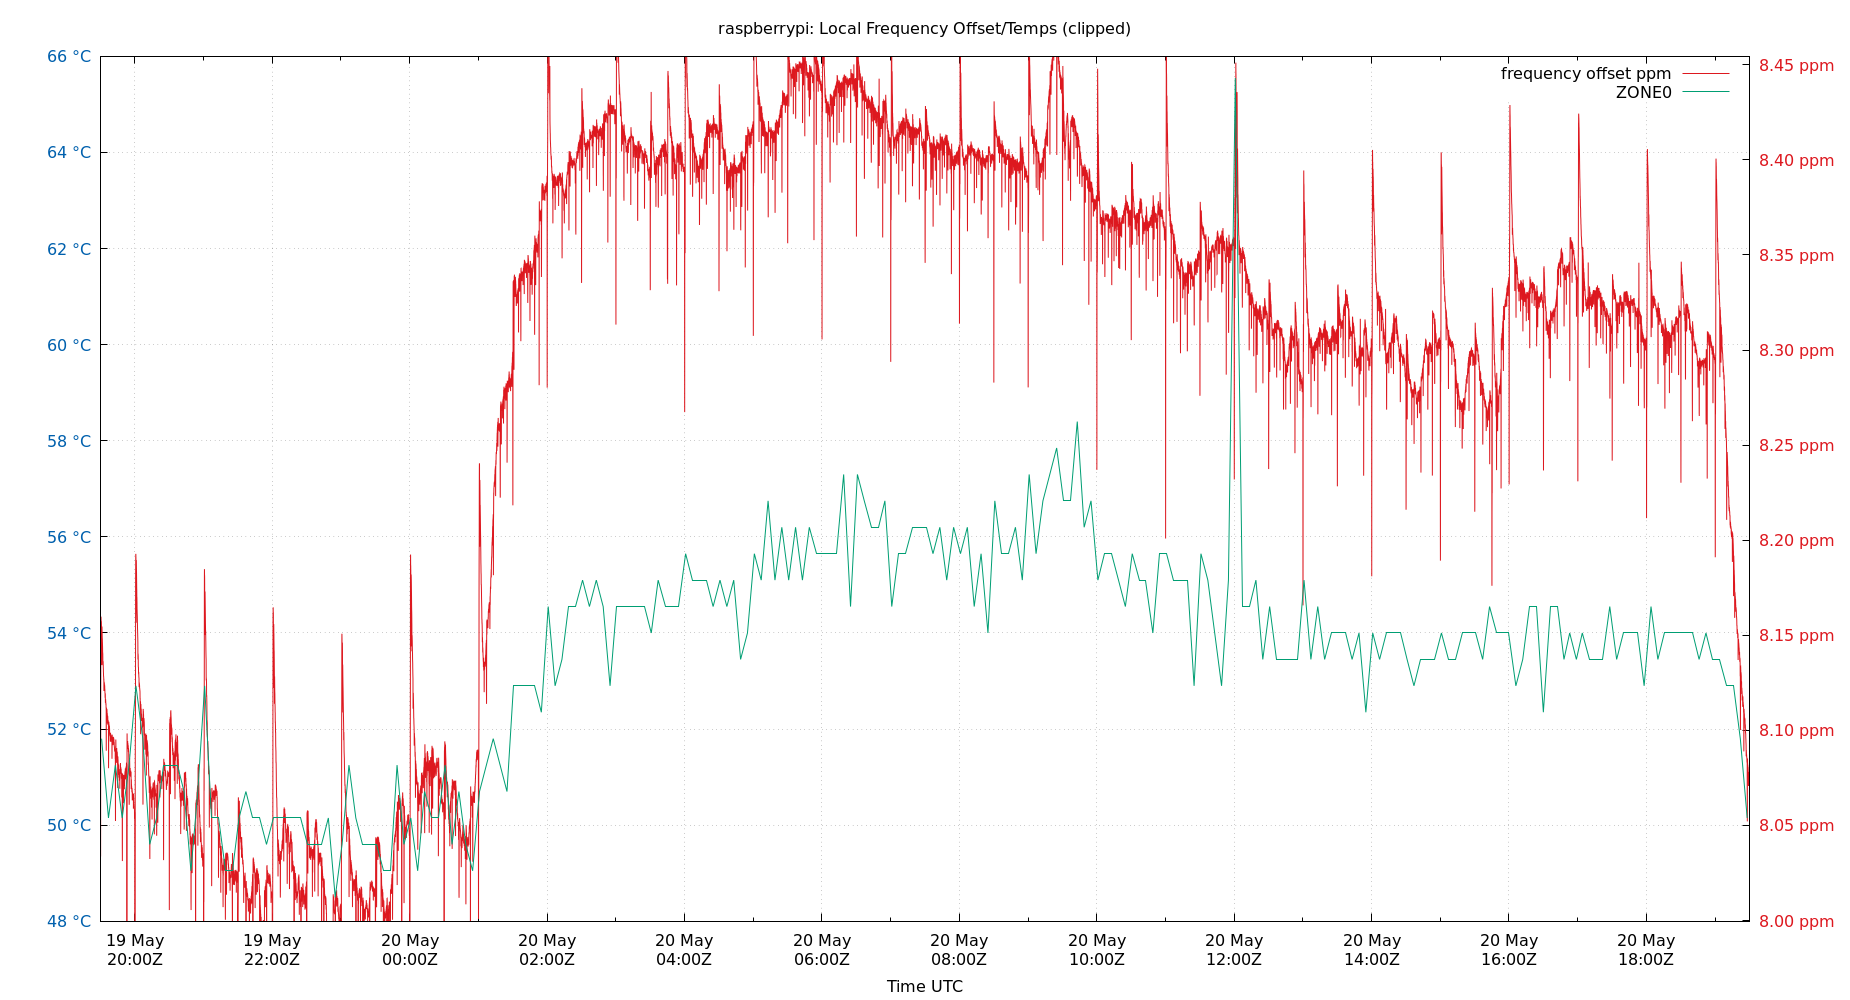 raspberrypi: Local Frequency Offset/Temps (clipped)
frequency offset ppm
ZONE0
66 °C
64 °C
62 °C
60 °C
58 °C
56 °C
54 °C
52 °C
50 °C
48 °C
8.45 ppm
8.40 ppm
8.35 ppm
8.30 ppm
8.25 ppm
8.20 ppm
8.15 ppm
8.10 ppm
8.05 ppm
8.00 ppm
19 May 19 May 20 May 20 May 20 May 20 May 20 May 20 May 20 May 20 May 20 May 20 May
20:00Z 22:00Z 00:00Z 02:00Z 04:00Z 06:00Z 08:00Z 10:00Z 12:00Z 14:00Z 16:00Z 18:00Z
Time UTC